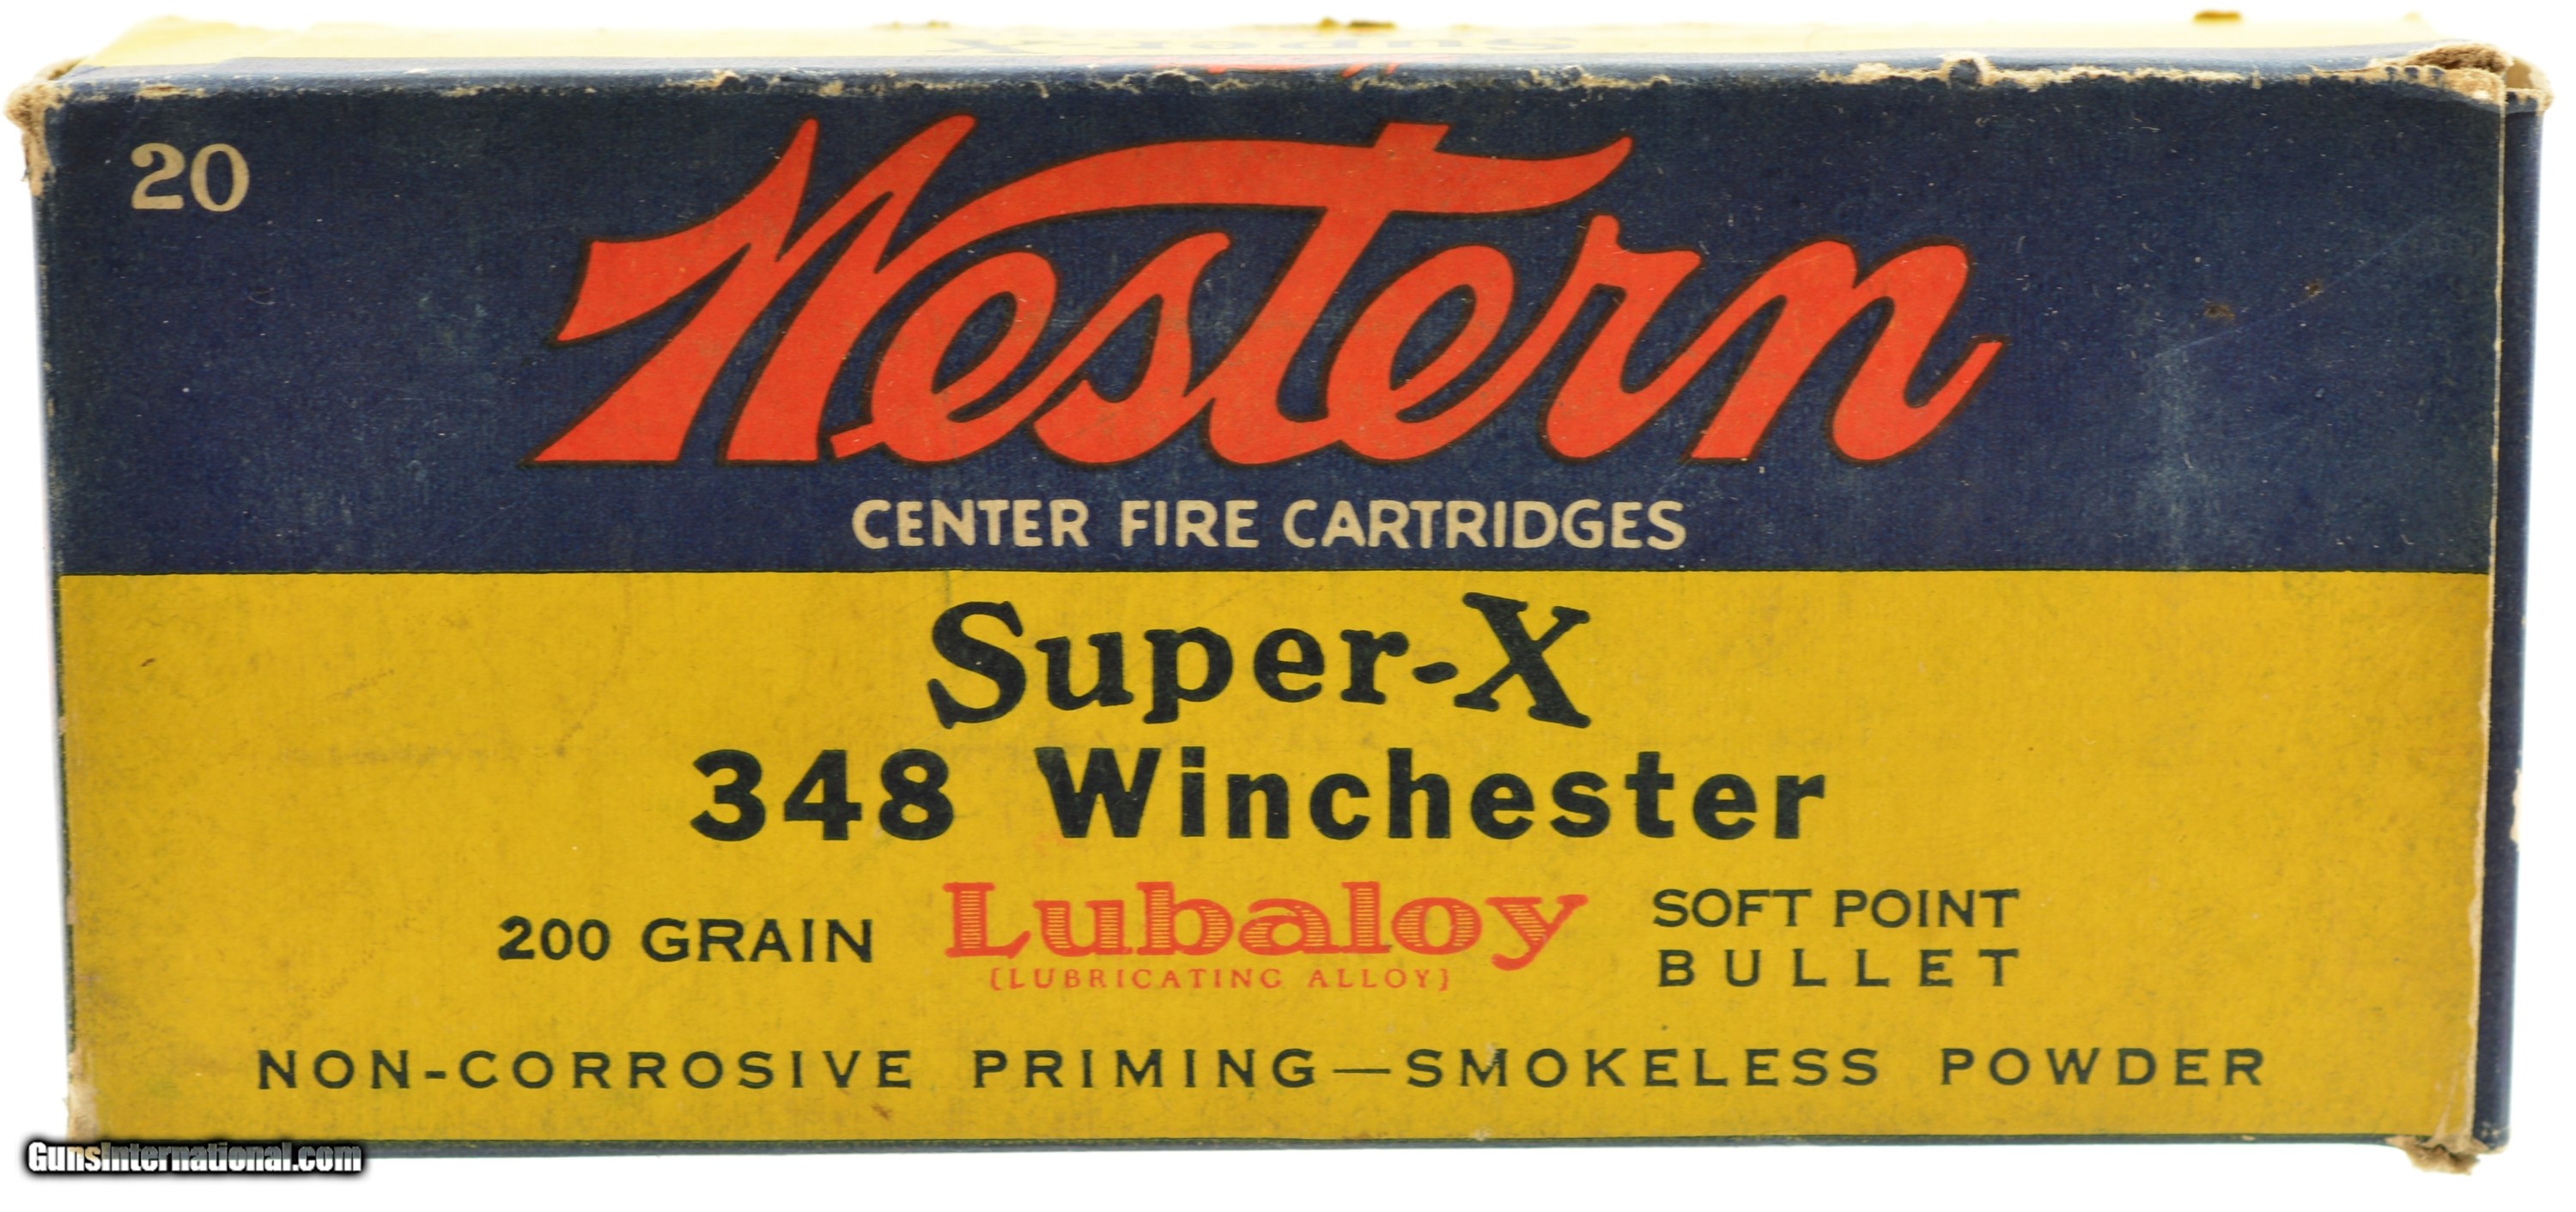 Super-X
20
Western
CENTER FIRE CARTRIDGES
Super-X
348 Winchester
200 GRAIN Lubaloy SOFT POINT
(LUBRICATING ALLOY) BULLET
NON-CORROSIVE PRIMING—SMOKELESS POWDER
GunsInternational.com